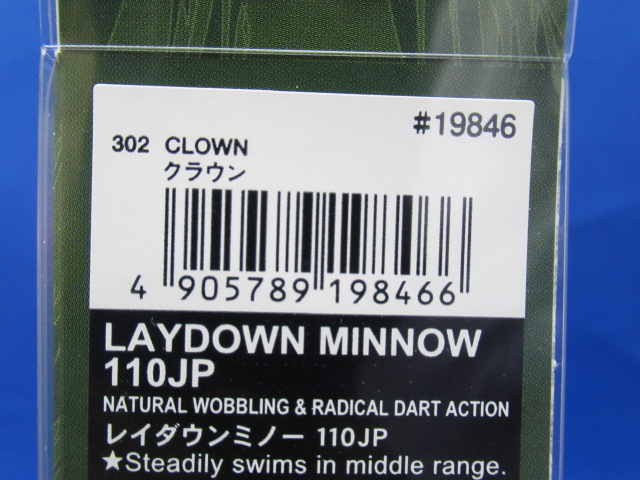 #19846
302 CLOWN
クラウン
4 905789 198466
LAYDOWN MINNOW
110JP
NATURAL WOBBLING & RADICAL DART ACTION
レイダウンミノー 110JP
★Steadily swims in middle range.